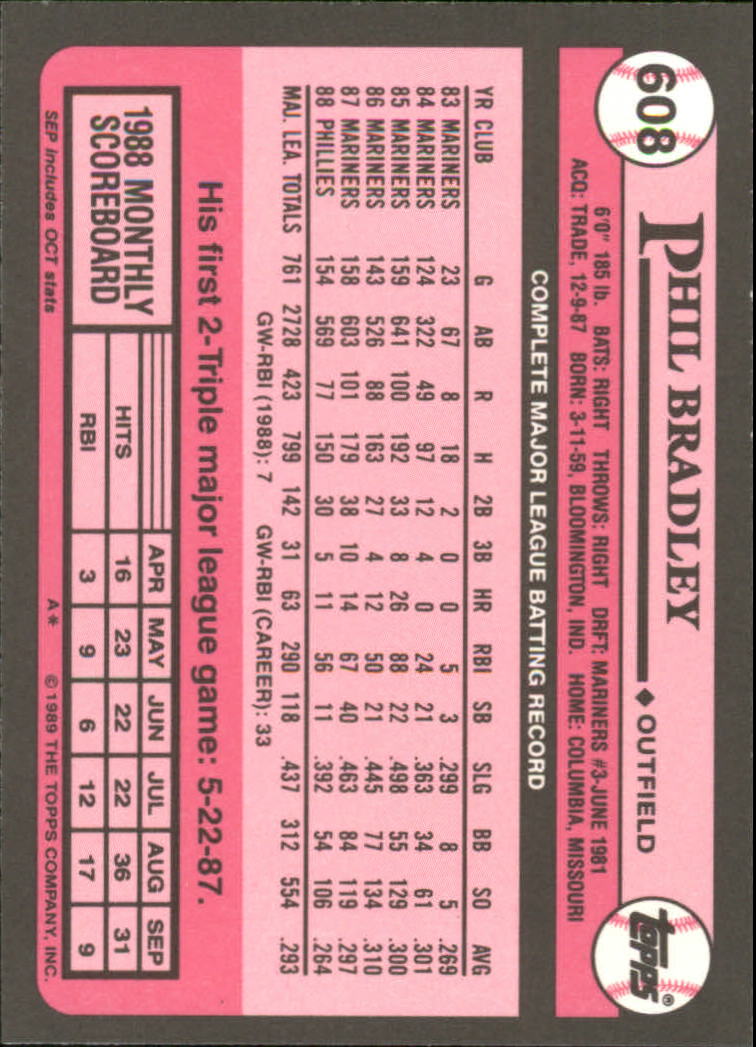 608
PHIL BRADLEY ◆ OUTFIELD
topps®
6'0" 185 lb. BATS: RIGHT THROWS: RIGHT DRFT: MARINERS #3-JUNE 1981
ACQ: TRADE, 12-9-87 BORN: 3-11-59, BLOOMINGTON, IND. HOME: COLUMBIA, MISSOURI
COMPLETE MAJOR LEAGUE BATTING RECORD
YR CLUB G AB R H 2B 3B HR RBI SB SLG BB SO AVG
83 MARINERS 23 67 8 18 2 0 0 5 3 .299 8 5 .269
84 MARINERS 124 322 49 97 12 4 0 24 21 .363 34 61 .301
85 MARINERS 159 641 100 192 33 8 26 88 22 .498 55 129 .300
86 MARINERS 143 526 88 163 27 4 12 50 21 .445 77 134 .310
87 MARINERS 158 603 101 179 38 10 14 67 40 .463 84 119 .297
88 PHILLIES 154 569 77 150 30 5 11 56 11 .392 54 106 .264
MAJ. LEA. TOTALS 761 2728 423 799 142 31 63 290 118 .437 312 554 .293
GW-RBI (1988): 7 GW-RBI (CAREER): 33
His first 2-Triple major league game: 5-22-87.
1988 MONTHLY
SCOREBOARD
APR MAY JUN JUL AUG SEP
HITS 16 23 22 22 36 31
RBI 3 9 6 12 17 9
SEP includes OCT stats A* © 1989 THE TOPPS COMPANY, INC.